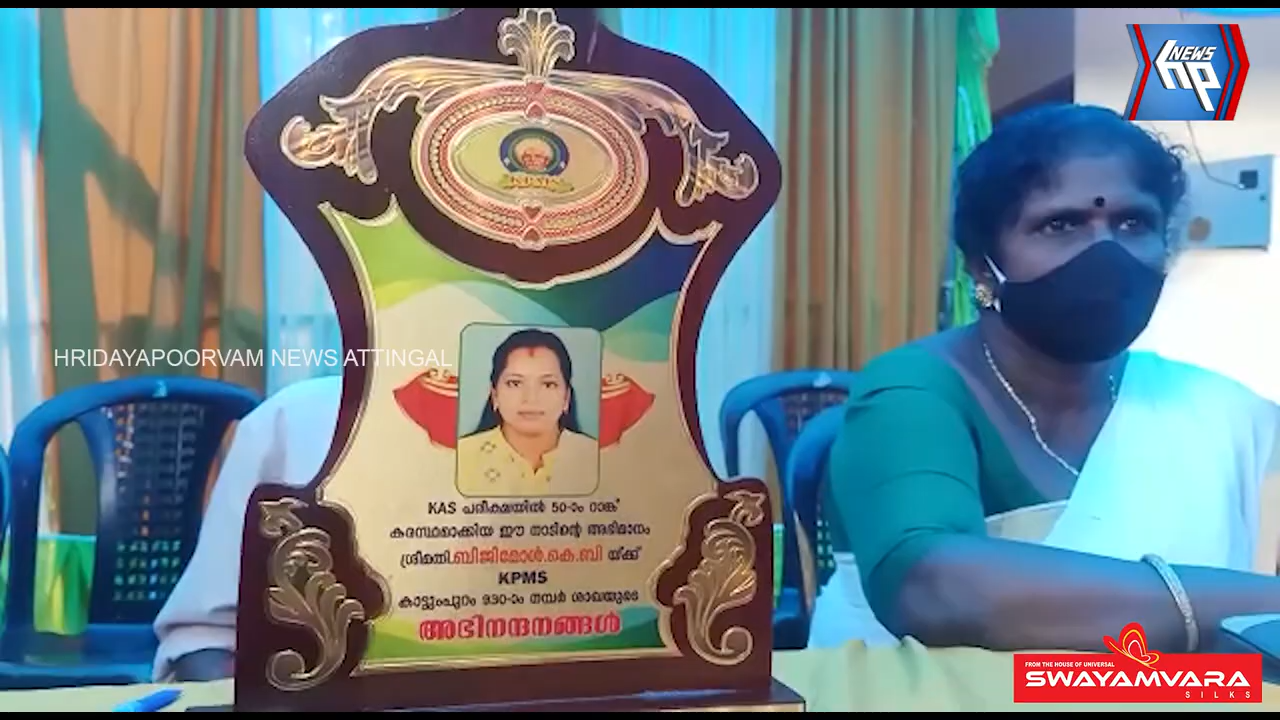 NEWS
hp
HRIDAYAPOORVAM NEWS ATTINGAL
KAS പരീക്ഷയിൽ 50-ാം റാങ്ക്
കരസ്ഥമാക്കിയ ഈ നാടിന്റെ അഭിമാനം
ശ്രീമതി.ബിജിമോൾ.കെ.ബി യ്ക്ക്
KPMS
കാട്ടുംപുറം 930-ാം നമ്പർ ശാഖയുടെ
അഭിനന്ദനങ്ങൾ
FROM THE HOUSE OF UNIVERSAL
SWAYAMVARA
SILKS